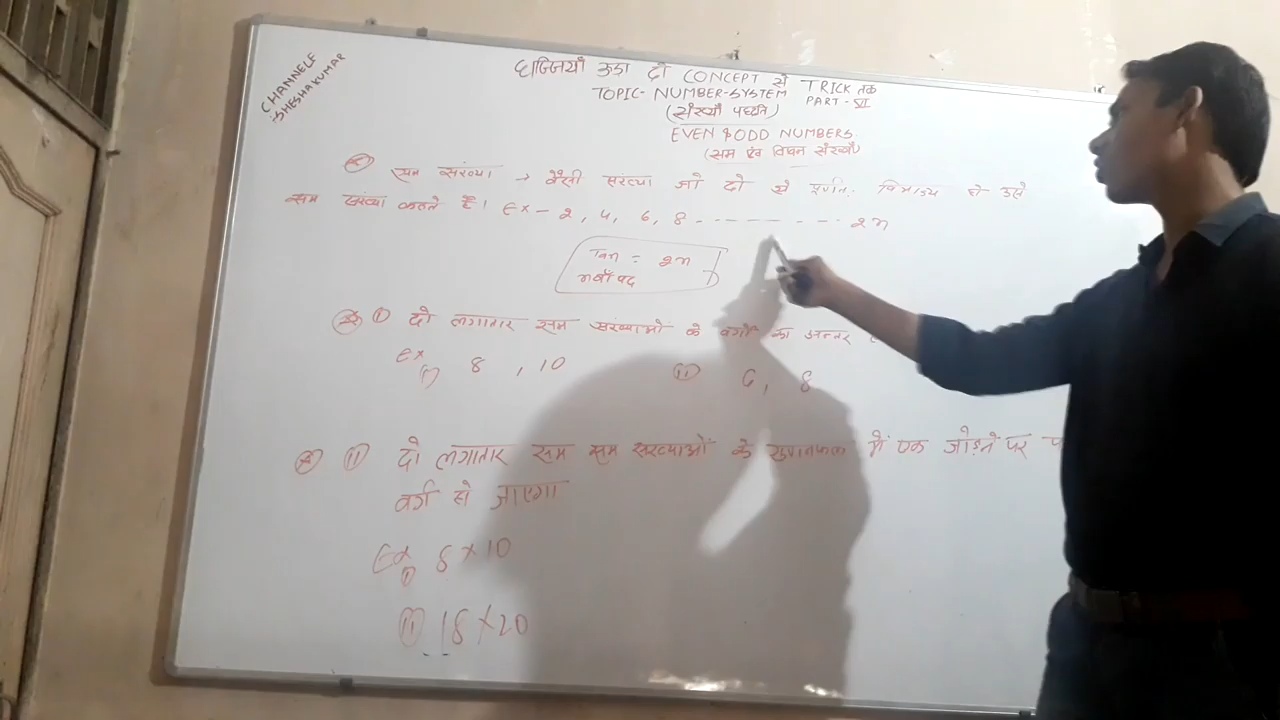 CHANNEL
SHESHAKUMAR
धज्जियाँ उड़ा दो CONCEPT से TRICK तक
TOPIC- NUMBER-SYSTEM PART-VI
(संख्याँ पद्धति)
EVEN & ODD NUMBERS
(सम एंव विषम संख्याँ)
सम संख्या → वैसी संख्या जो दो से पूर्णतः विभाज्य हो उसे
सम संख्या कहते हैं। Ex - 2, 4, 6, 8 - - - - - - - - 2n
Tn = 2n
nवाँ पद
(i) दो लगातार सम संख्याओं के वर्गों का अन्तर
Ex
(i) 8 , 10 (ii) 6, 8
(ii) दो लगातार सम सम संख्याओं के गुणनफल में एक जोड़ने पर
वर्ग हो जाएगा
Ex
(i) 8 x 10
(ii) 18 x 20